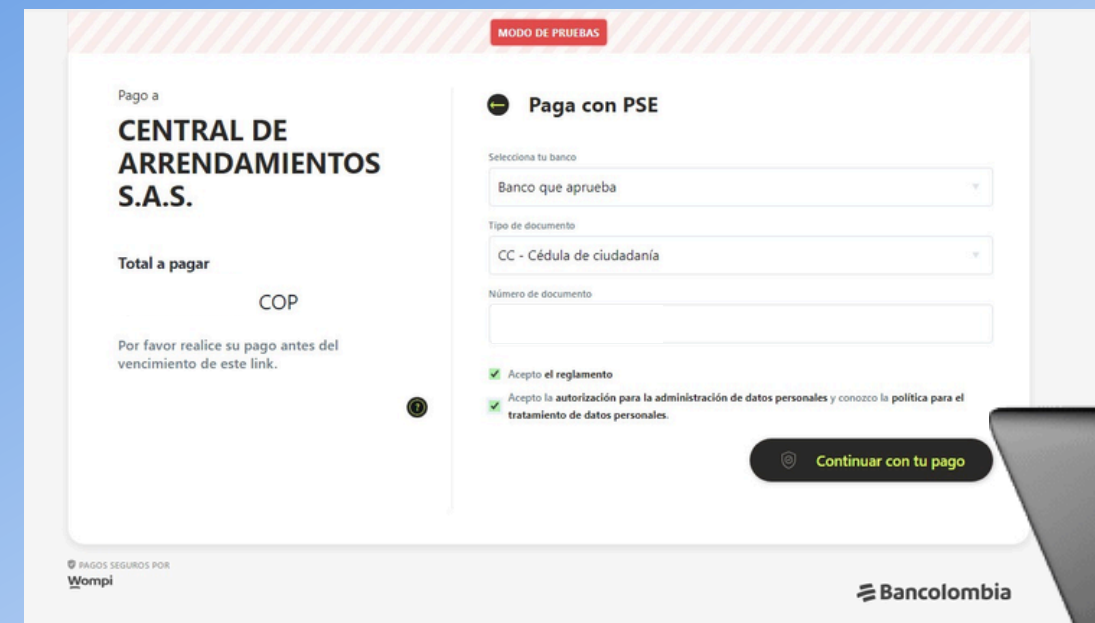 MODO DE PRUEBAS
Pago a
CENTRAL DE
ARRENDAMIENTOS
S.A.S.
Total a pagar
COP
Por favor realice su pago antes del
vencimiento de este link.
?
Paga con PSE
Selecciona tu banco
Banco que aprueba
Tipo de documento
CC - Cédula de ciudadanía
Número de documento
Acepto el reglamento
Acepto la autorización para la administración de datos personales y conozco la política para el
tratamiento de datos personales.
Continuar con tu pago
PAGOS SEGUROS POR
Wompi
Bancolombia